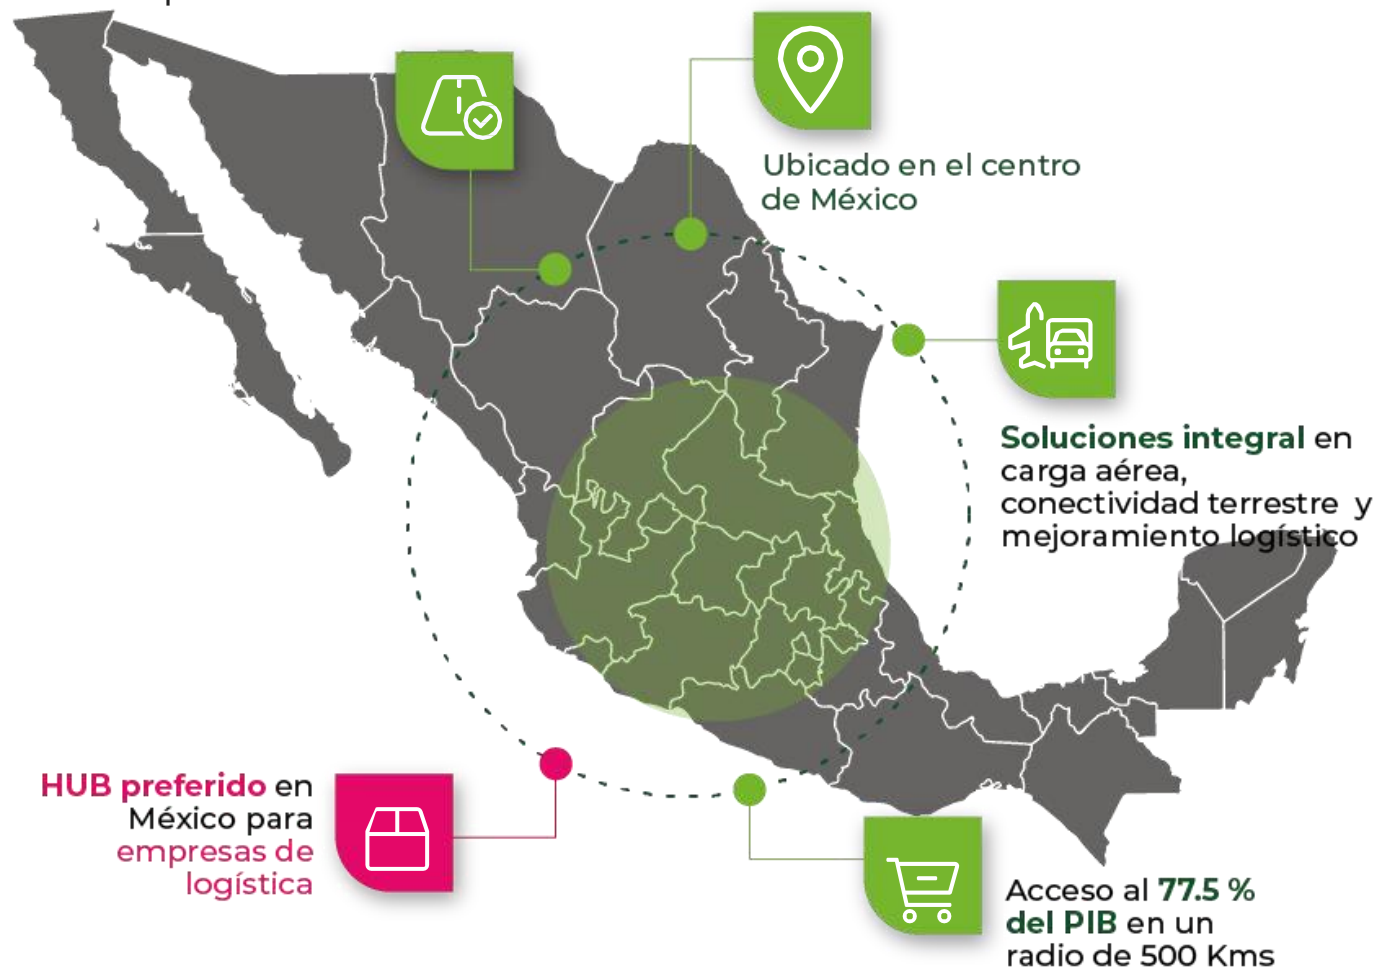 Ubicado en el centro
de México
Soluciones integral en
carga aérea,
conectividad terrestre y
mejoramiento logístico
HUB preferido en
México para
empresas de
logística
Acceso al 77.5 %
del PIB en un
radio de 500 Kms